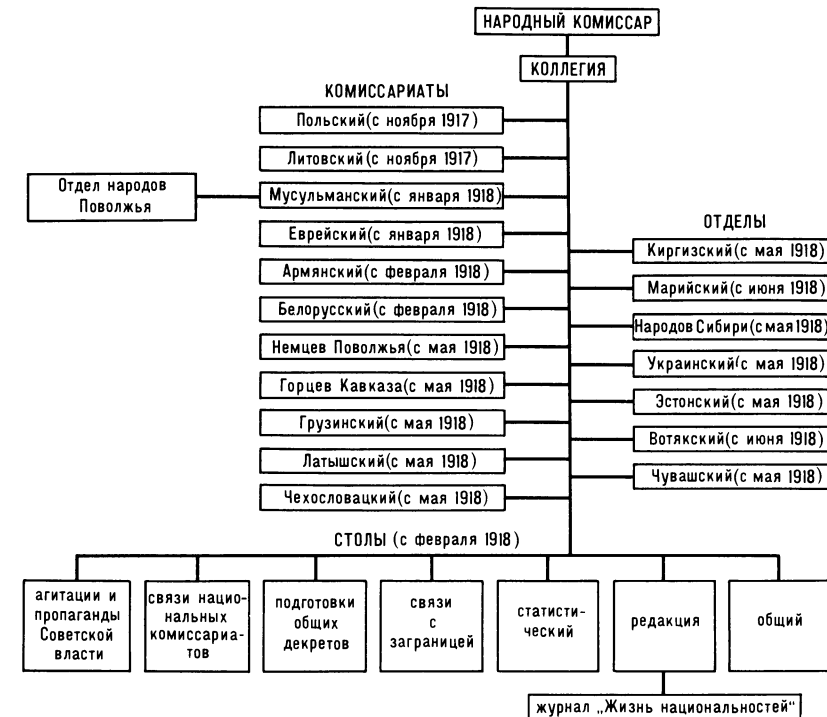 НАРОДНЫЙ КОМИССАР
КОЛЛЕГИЯ
КОМИССАРИАТЫ
Польский(с ноября 1917)
Литовский(с ноября 1917)
Отдел народов
Поволжья
Мусульманский(с января 1918)
Еврейский(с января 1918)
Армянский(с февраля 1918)
Белорусский(с февраля 1918)
Немцев Поволжья(с мая 1918)
Горцев Кавказа(с мая 1918)
Грузинский(с мая 1918)
Латышский(с мая 1918)
Чехословацкий(с мая 1918)
ОТДЕЛЫ
Киргизский(с мая 1918)
Марийский(с июня 1918)
Народов Сибири(с мая 1918)
Украинский(с мая 1918)
Эстонский(с мая 1918)
Вотякский(с июня 1918)
Чувашский(с мая 1918)
СТОЛЫ (с февраля 1918)
агитации и
пропаганды
Советской
власти
связи нацио-
нальных
комиссариа-
тов
подготовки
общих
декретов
связи
с
заграницей
статисти-
ческий
редакция
общий
журнал „Жизнь национальностей“